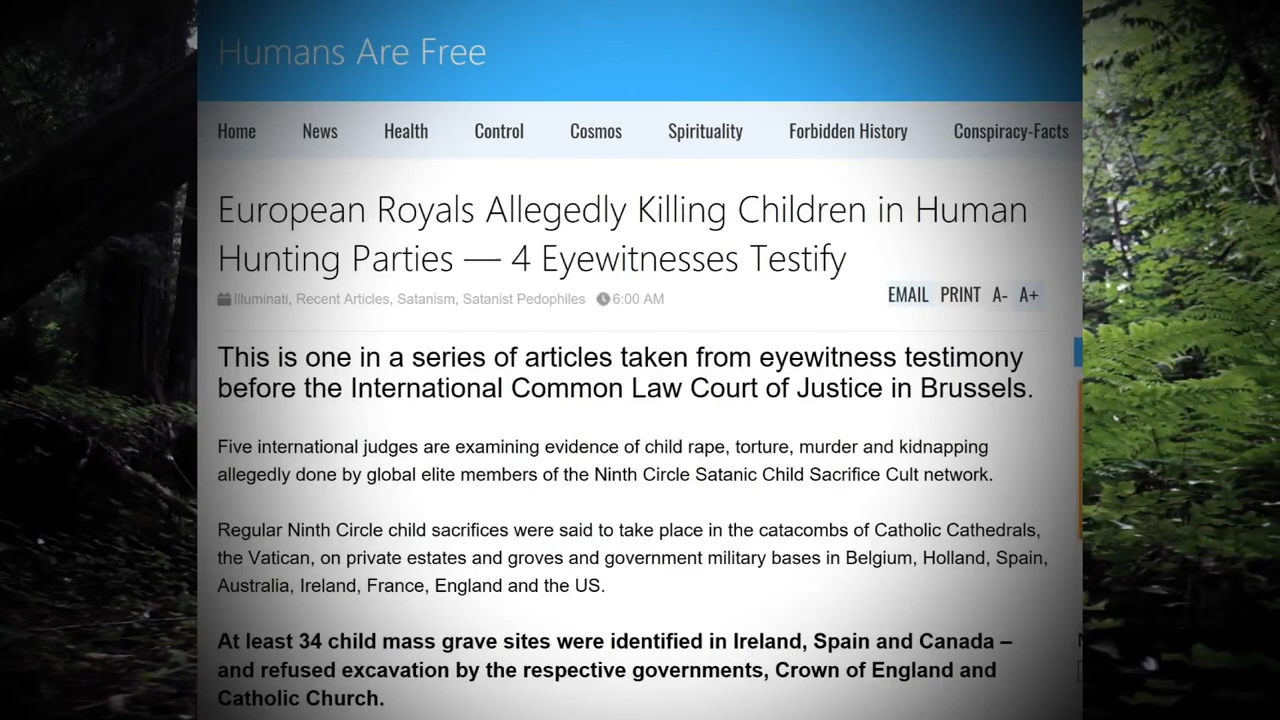 Humans Are Free
Home News Health Control Cosmos Spirituality Forbidden History Conspiracy-Facts
European Royals Allegedly Killing Children in Human
Hunting Parties — 4 Eyewitnesses Testify
Illuminati, Recent Articles, Satanism, Satanist Pedophiles 6:00 AM
EMAIL PRINT A- A+
This is one in a series of articles taken from eyewitness testimony
before the International Common Law Court of Justice in Brussels.
Five international judges are examining evidence of child rape, torture, murder and kidnapping
allegedly done by global elite members of the Ninth Circle Satanic Child Sacrifice Cult network.
Regular Ninth Circle child sacrifices were said to take place in the catacombs of Catholic Cathedrals,
the Vatican, on private estates and groves and government military bases in Belgium, Holland, Spain,
Australia, Ireland, France, England and the US.
At least 34 child mass grave sites were identified in Ireland, Spain and Canada –
and refused excavation by the respective governments, Crown of England and
Catholic Church.